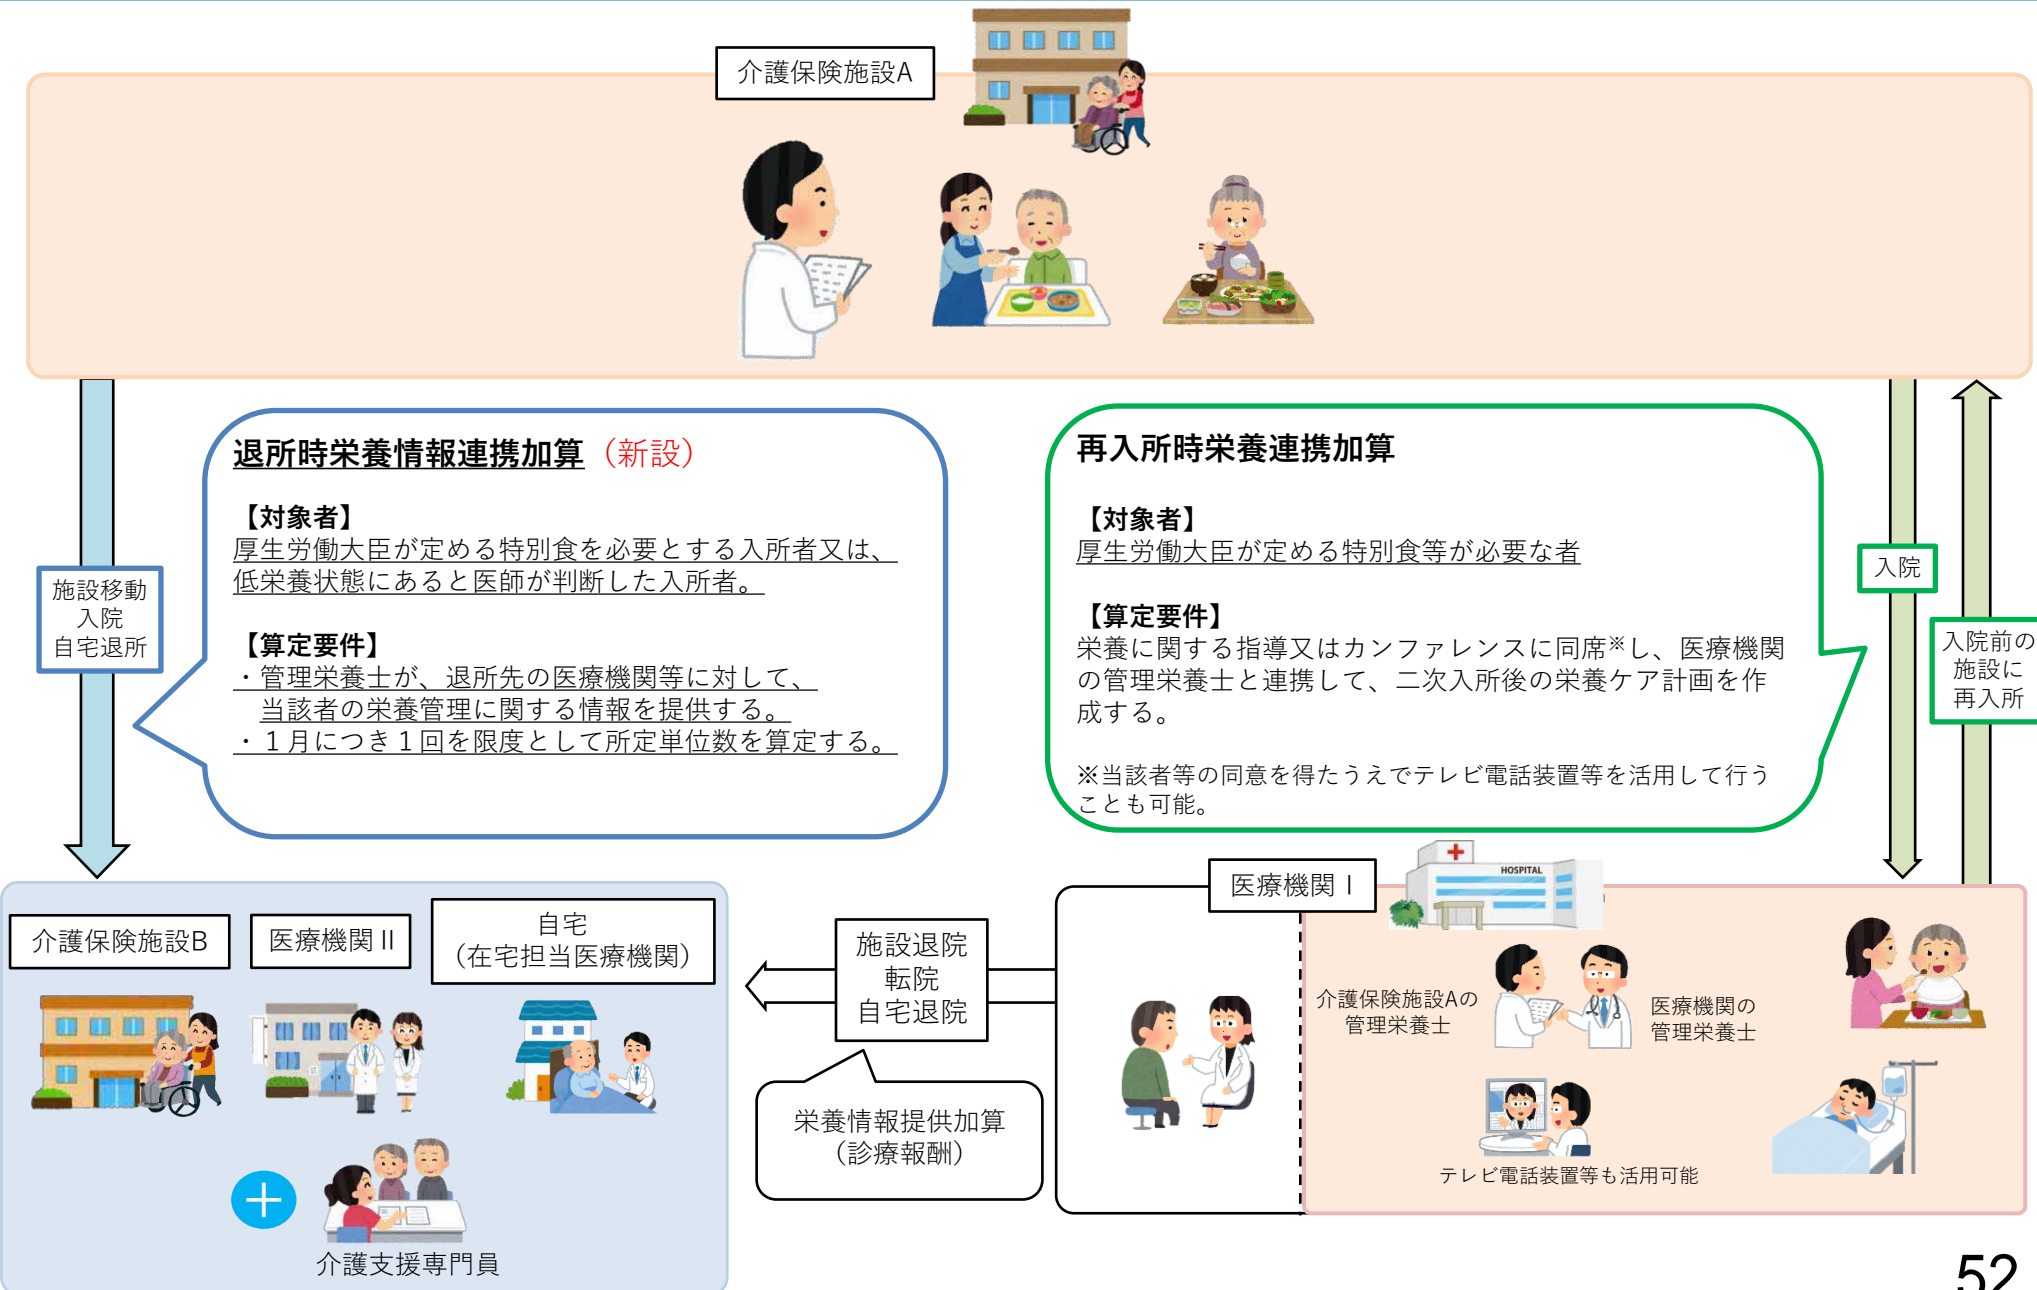 介護保険施設A
退所時栄養情報連携加算（新設）
【対象者】
厚生労働大臣が定める特別食を必要とする入所者又は、
低栄養状態にあると医師が判断した入所者。
【算定要件】
・管理栄養士が、退所先の医療機関等に対して、
当該者の栄養管理に関する情報を提供する。
・１月につき１回を限度として所定単位数を算定する。
施設移動
入院
自宅退所
再入所時栄養連携加算
【対象者】
厚生労働大臣が定める特別食等が必要な者
【算定要件】
栄養に関する指導又はカンファレンスに同席※し、医療機関
の管理栄養士と連携して、二次入所後の栄養ケア計画を作
成する。
※当該者等の同意を得たうえでテレビ電話装置等を活用して行う
ことも可能。
入院
入院前の
施設に
再入所
介護保険施設B
医療機関Ⅱ
自宅
（在宅担当医療機関）
介護支援専門員
施設退院
転院
自宅退院
栄養情報提供加算
（診療報酬）
医療機関Ⅰ
HOSPITAL
介護保険施設Aの
管理栄養士
医療機関の
管理栄養士
テレビ電話装置等も活用可能
52